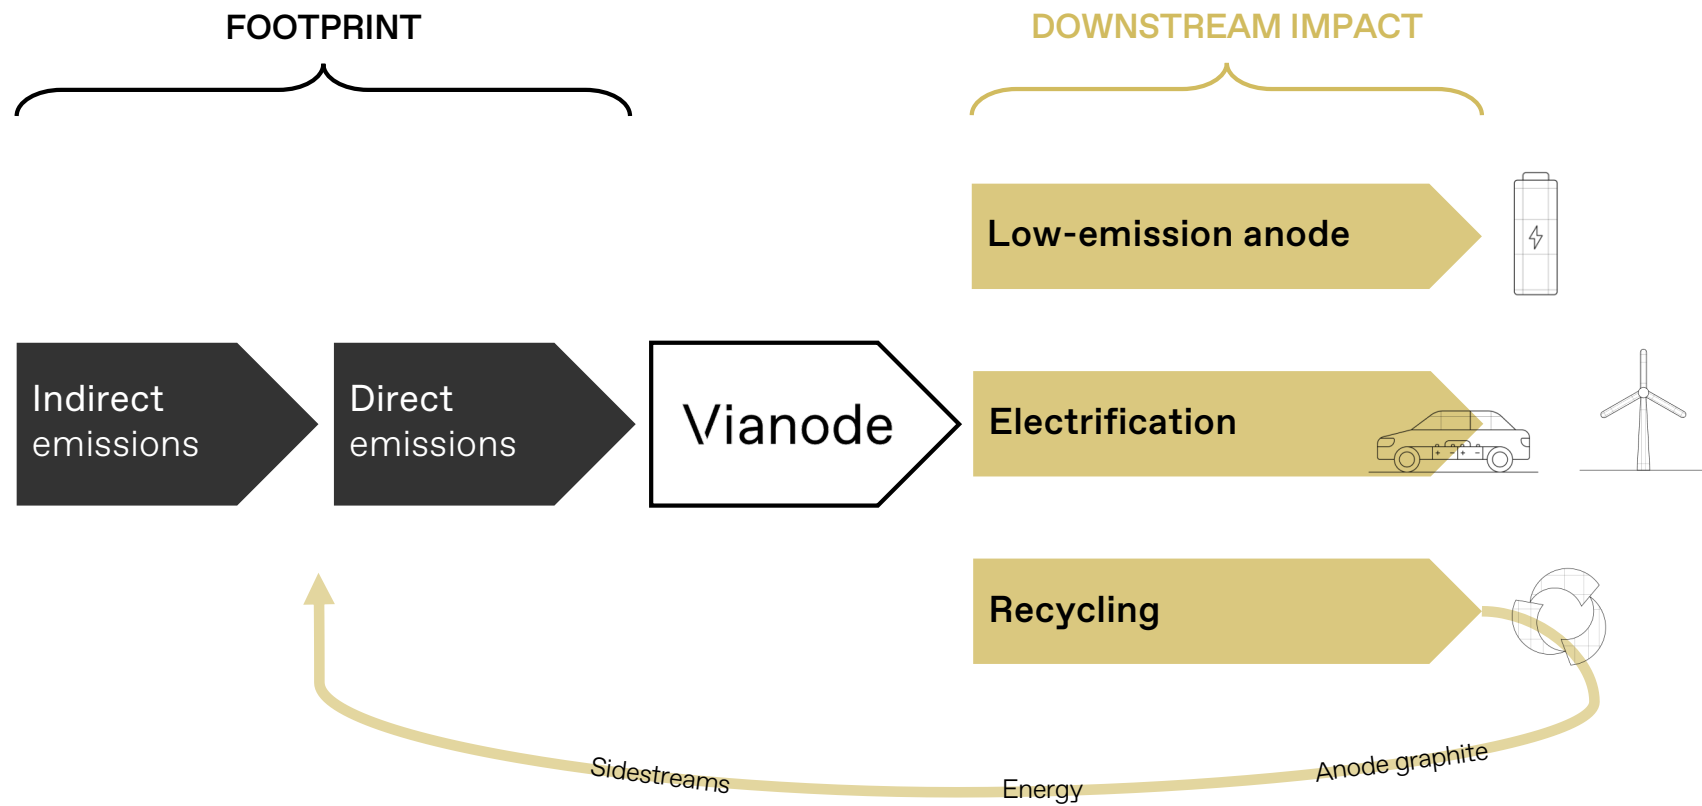 FOOTPRINT
DOWNSTREAM IMPACT
Low-emission anode
Indirect
emissions
Direct
emissions
Vianode
Electrification
+ - + -
Recycling
Sidestreams
Energy
Anode graphite